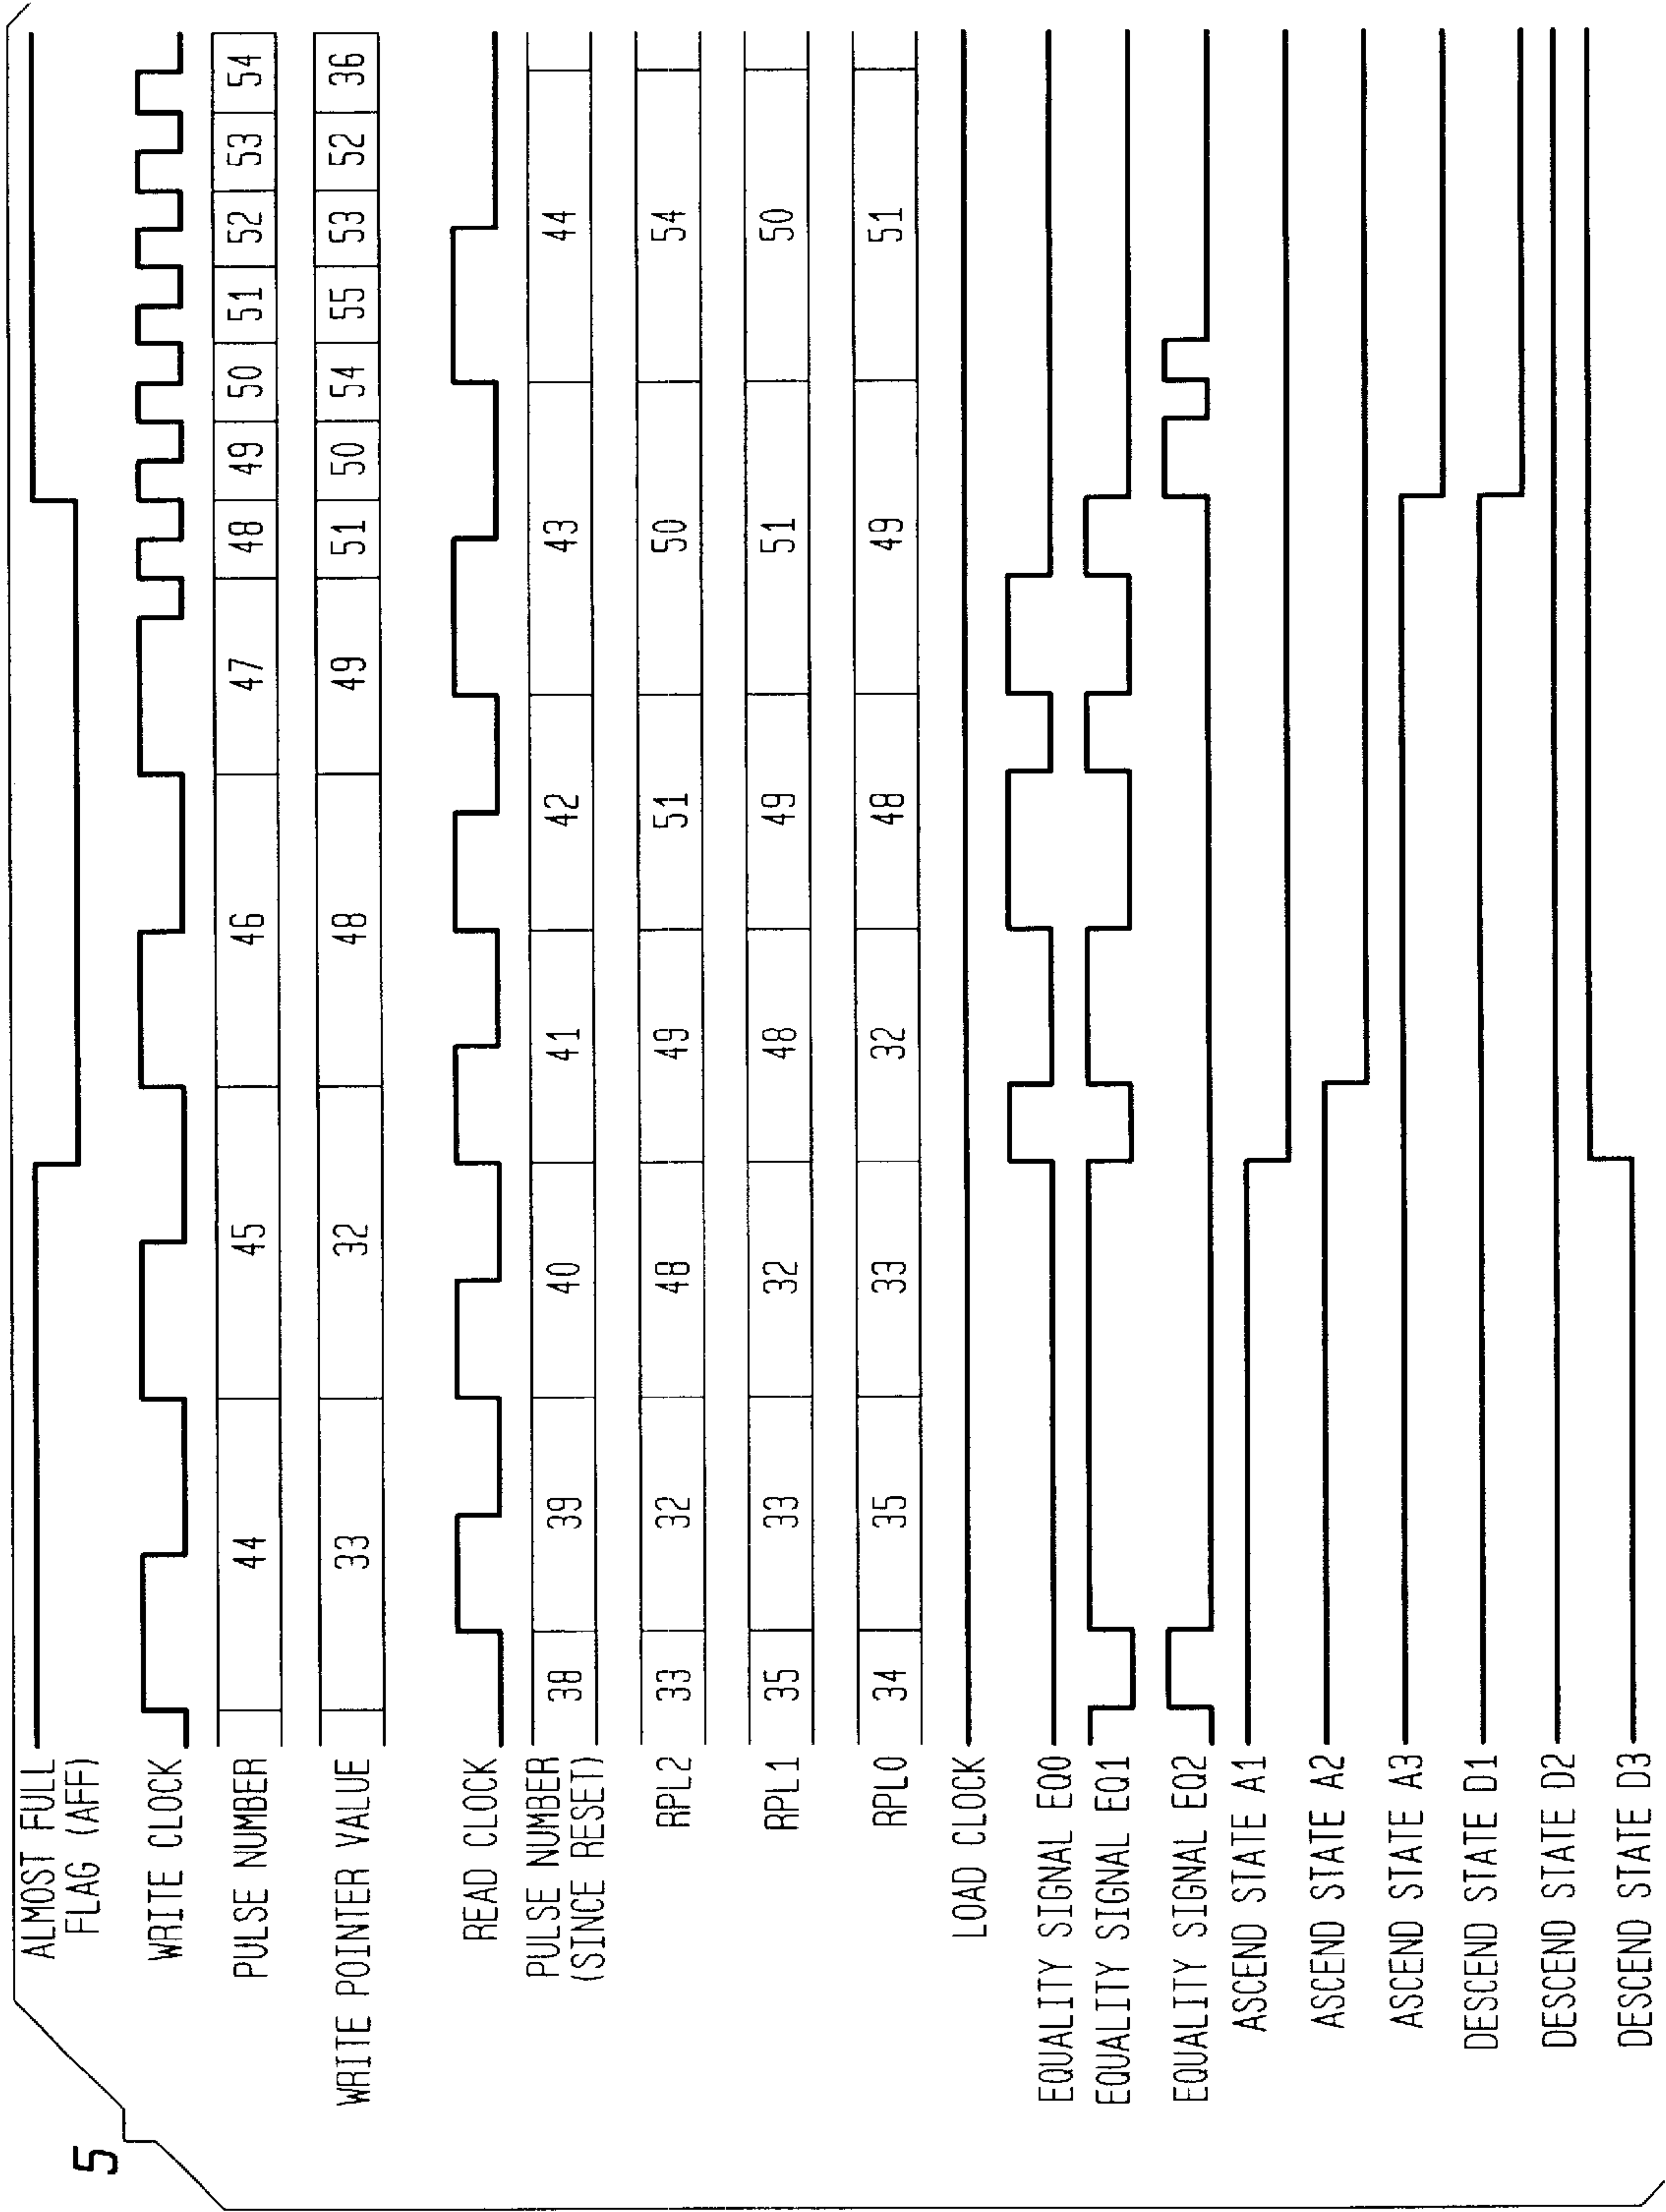 5
ALMOST FULL
FLAG (AFF)
WRITE CLOCK
PULSE NUMBER 44 45 46 47 48 49 50 51 52 53 54
WRITE POINTER VALUE 33 32 48 49 51 50 54 55 53 52 36
READ CLOCK
PULSE NUMBER
(SINCE RESET) 38 39 40 41 42 43 44
RPL2 33 32 48 49 51 50 54
RPL1 35 33 32 48 49 51 50
RPL0 34 35 33 32 48 49 51
LOAD CLOCK
EQUALITY SIGNAL EQ0
EQUALITY SIGNAL EQ1
EQUALITY SIGNAL EQ2
ASCEND STATE A1
ASCEND STATE A2
ASCEND STATE A3
DESCEND STATE D1
DESCEND STATE D2
DESCEND STATE D3